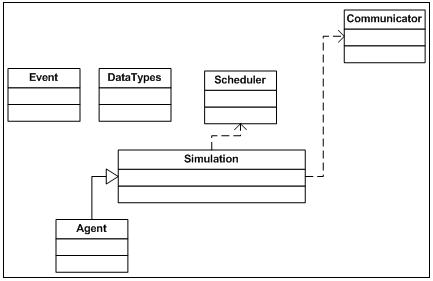 Communicator
Event
DataTypes
Scheduler
Simulation
Agent